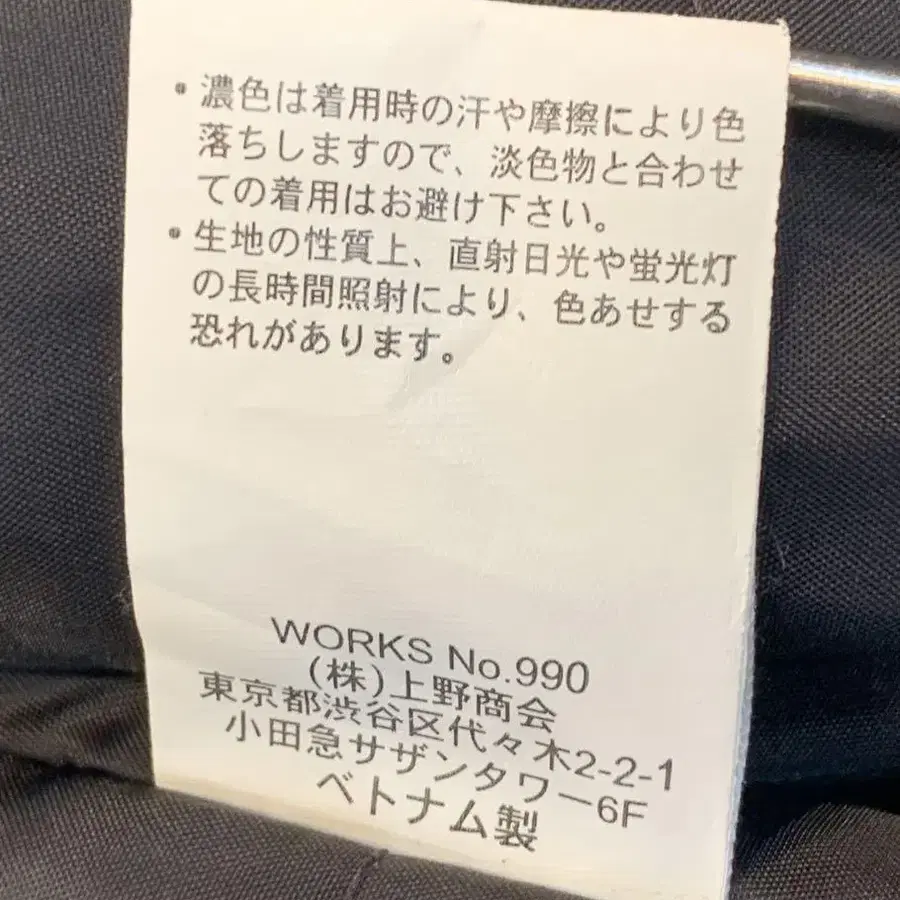 ・濃色は着用時の汗や摩擦により色
落ちしますので、淡色物と合わせ
ての着用はお避け下さい。
・生地の性質上、直射日光や蛍光灯
の長時間照射により、色あせする
恐れがあります。
WORKS No.990
(株)上野商会
東京都渋谷区代々木2-2-1
小田急サザンタワー6F
ベトナム製